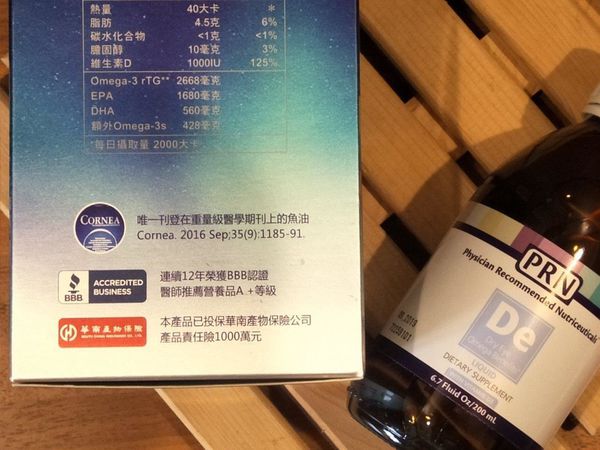 熱量 40大卡 *
脂肪 4.5克 6%
碳水化合物 <1克 <1%
膽固醇 10毫克 3%
維生素D 1000IU 125%
Omega-3 rTG** 2668毫克
EPA 1680毫克
DHA 560毫克
額外Omega-3s 428毫克
*每日攝取量 2000大卡
CORNEA
唯一刊登在重量級醫學期刊上的魚油
Cornea. 2016 Sep;35(9):1185-91.
BBB
ACCREDITED
BUSINESS
連續12年榮獲BBB認證
醫師推薦營養品A +等級
華南產物保險
SOUTH CHINA INSURANCE CO., LTD.
本產品已投保華南產物保險公司
產品責任險1000萬元
PRN
Physician Recommended Nutriceuticals
De
Dry Eye
LIQUID
DIETARY SUPPLEMENT
6.7 Fluid Oz/200 mL